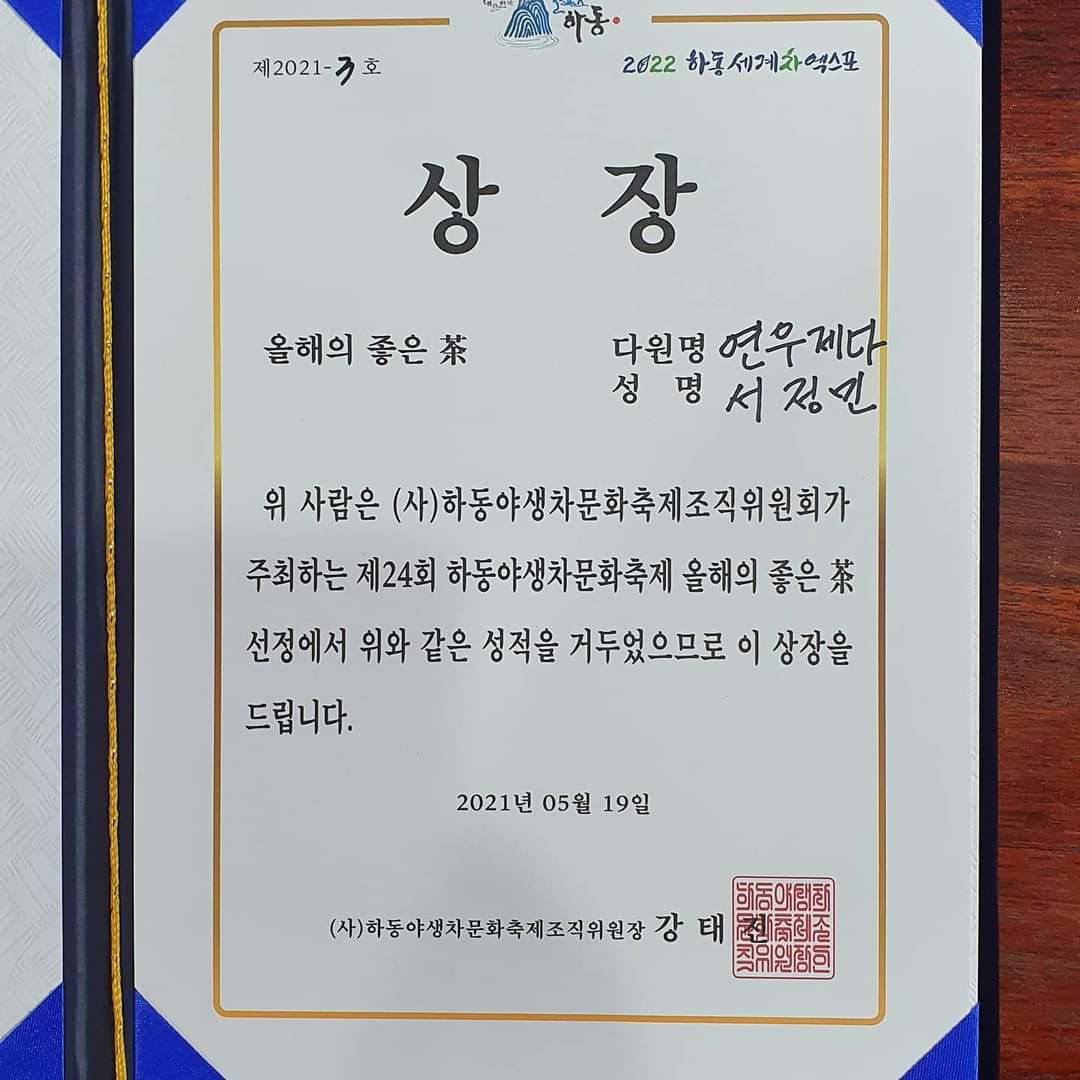 하동
제2021-3호
2022 하동세계차엑스포
상 장
올해의 좋은 茶
다원명 연우제다
성 명 서정민
위 사람은 (사)하동야생차문화축제조직위원회가
주최하는 제24회 하동야생차문화축제 올해의 좋은 茶
선정에서 위와 같은 성적을 거두었으므로 이 상장을
드립니다.
2021년 05월 19일
(사)하동야생차문화축제조직위원장 강태진